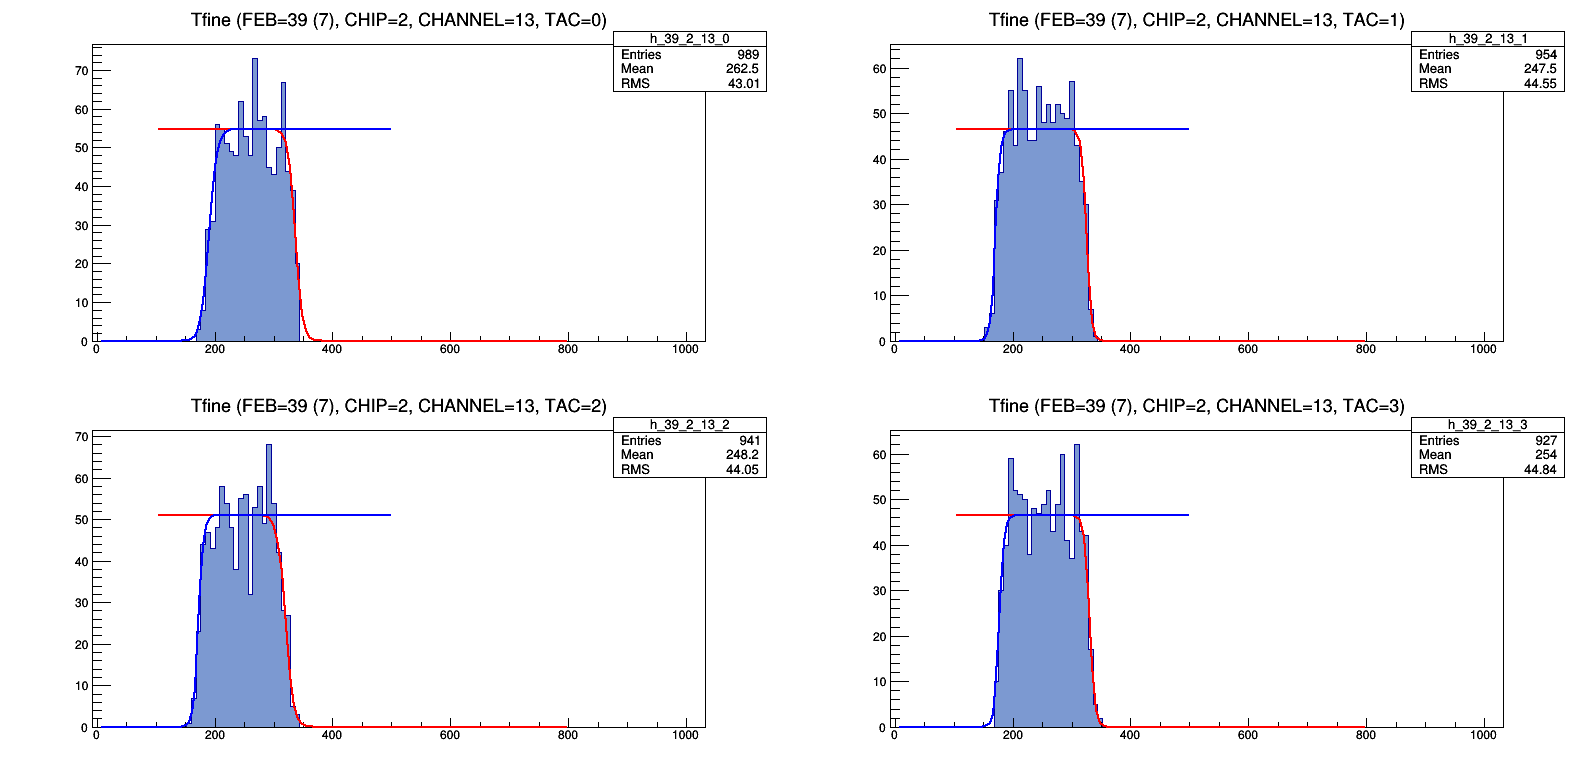 Tfine (FEB=39 (7), CHIP=2, CHANNEL=13, TAC=0)
h_39_2_13_0
Entries 989
Mean 262.5
RMS 43.01
70
60
50
40
30
20
10
0
0 200 400 600 800 1000
Tfine (FEB=39 (7), CHIP=2, CHANNEL=13, TAC=1)
h_39_2_13_1
Entries 954
Mean 247.5
RMS 44.55
60
50
40
30
20
10
0
0 200 400 600 800 1000
Tfine (FEB=39 (7), CHIP=2, CHANNEL=13, TAC=2)
h_39_2_13_2
Entries 941
Mean 248.2
RMS 44.05
70
60
50
40
30
20
10
0
0 200 400 600 800 1000
Tfine (FEB=39 (7), CHIP=2, CHANNEL=13, TAC=3)
h_39_2_13_3
Entries 927
Mean 254
RMS 44.84
60
50
40
30
20
10
0
0 200 400 600 800 1000